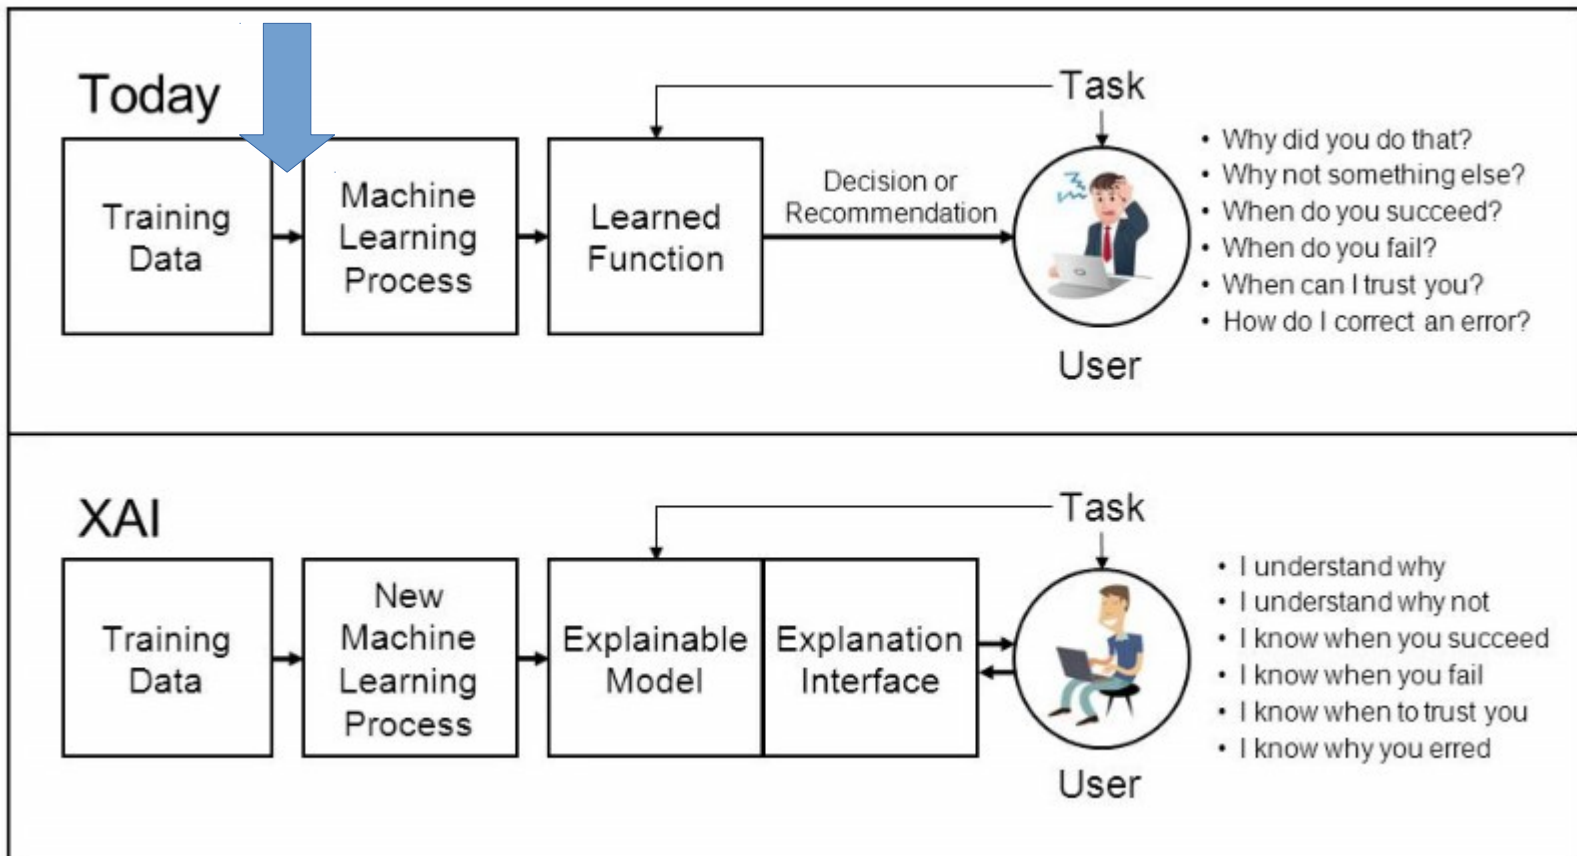 Today
Training
Data
Machine
Learning
Process
Learned
Function
Decision or
Recommendation
Task
User
• Why did you do that?
• Why not something else?
• When do you succeed?
• When do you fail?
• When can I trust you?
• How do I correct an error?
XAI
Training
Data
New
Machine
Learning
Process
Explainable
Model
Explanation
Interface
Task
User
• I understand why
• I understand why not
• I know when you succeed
• I know when you fail
• I know when to trust you
• I know why you erred